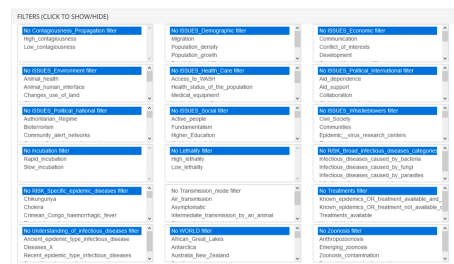 FILTERS (CLICK TO SHOW/HIDE)
No Contagiousness_Propagation filter
High_contagiousness
Low_contagiousness
No ISSUES_Demographic filter
Migration
Population_density
Population_growth
No ISSUES_Economic filter
Communication
Conflict_of_interests
Development
No ISSUES_Environment filter
Animal_health
Animal_human_interface
Changes_use_of_land
No ISSUES_Health_Care filter
Access_to_WASH
Health_status_of_the_population
Medical_equipment
No ISSUES_Political_international filter
Aid_dependence
Aid_support
Collaboration
No ISSUES_Political_national filter
Authoritarian_Regime
Bioterrorism
Community_alert_networks
No ISSUES_Social filter
Active_people
Fundamentalism
Higher_Education
No ISSUES_Whistleblowers filter
Civil_Society
Communities
Epidemic__virus_research_centers
No Incubation filter
Rapid_incubation
Slow_incubation
No Lethality filter
High_lethality
Low_lethality
No RISK_Broad_infectious_diseases_categories
Infectious_diseases_caused_by_bacteria
Infectious_diseases_caused_by_fungi
Infectious_diseases_caused_by_parasites
No RISK_Specific_epidemic_diseases filter
Chikungunya
Cholera
Crimean_Congo_haemorrhagic_fever
No Transmission_mode filter
Air_transmission
Asymptomatic
Intermediate_transmission_by_an_animal
No Treatments filter
Known_epidemics_OR_treatment_available_and_
Known_epidemics_OR_treatment_not_available_
Treatments_available
No Understanding_of_infectious_diseases filter
Ancient_epidemic_type_infectious_disease
Diseases_X
Recent_epidemic_type_infectious_diseases
No WORLD filter
African_Great_Lakes
Antarctica
Australia_New_Zealand
No Zoonosis filter
Anthropozoonosis
Emerging_zoonosis
Zoonosis_contamination